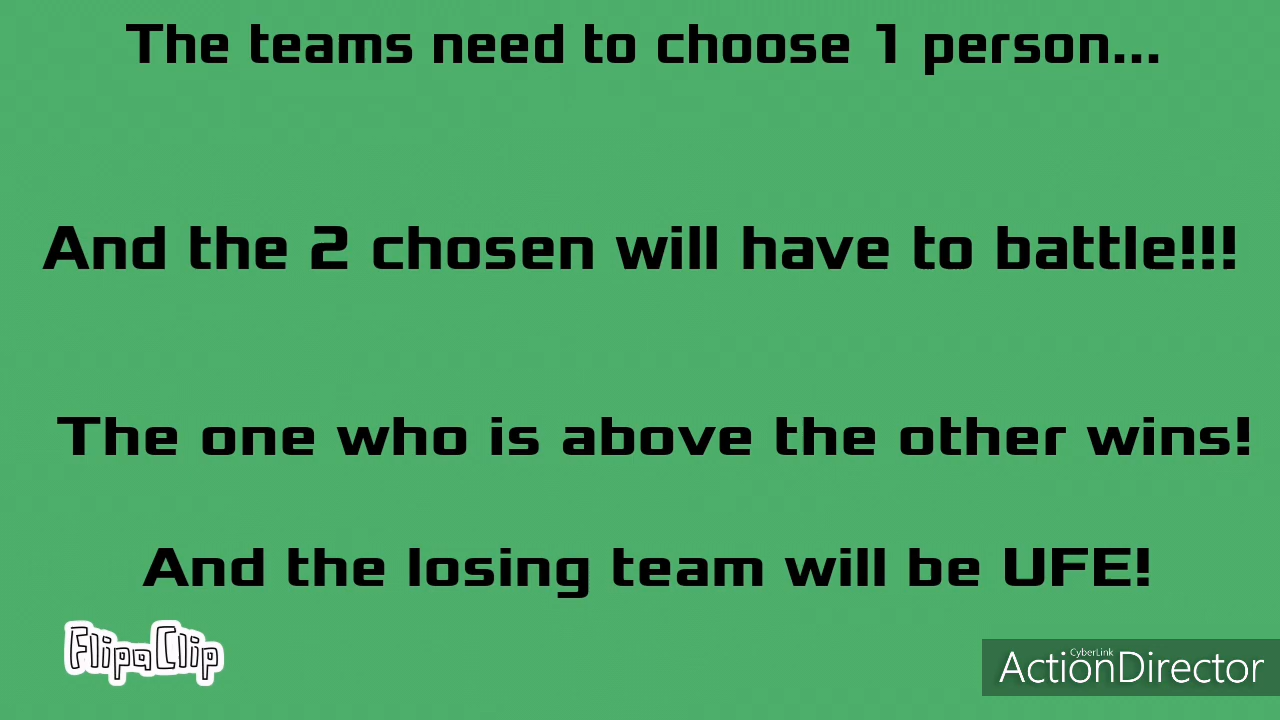 The teams need to choose 1 person...
And the 2 chosen will have to battle!!!
The one who is above the other wins!
And the losing team will be UFE!
FlipaClip
CyberLink
ActionDirector